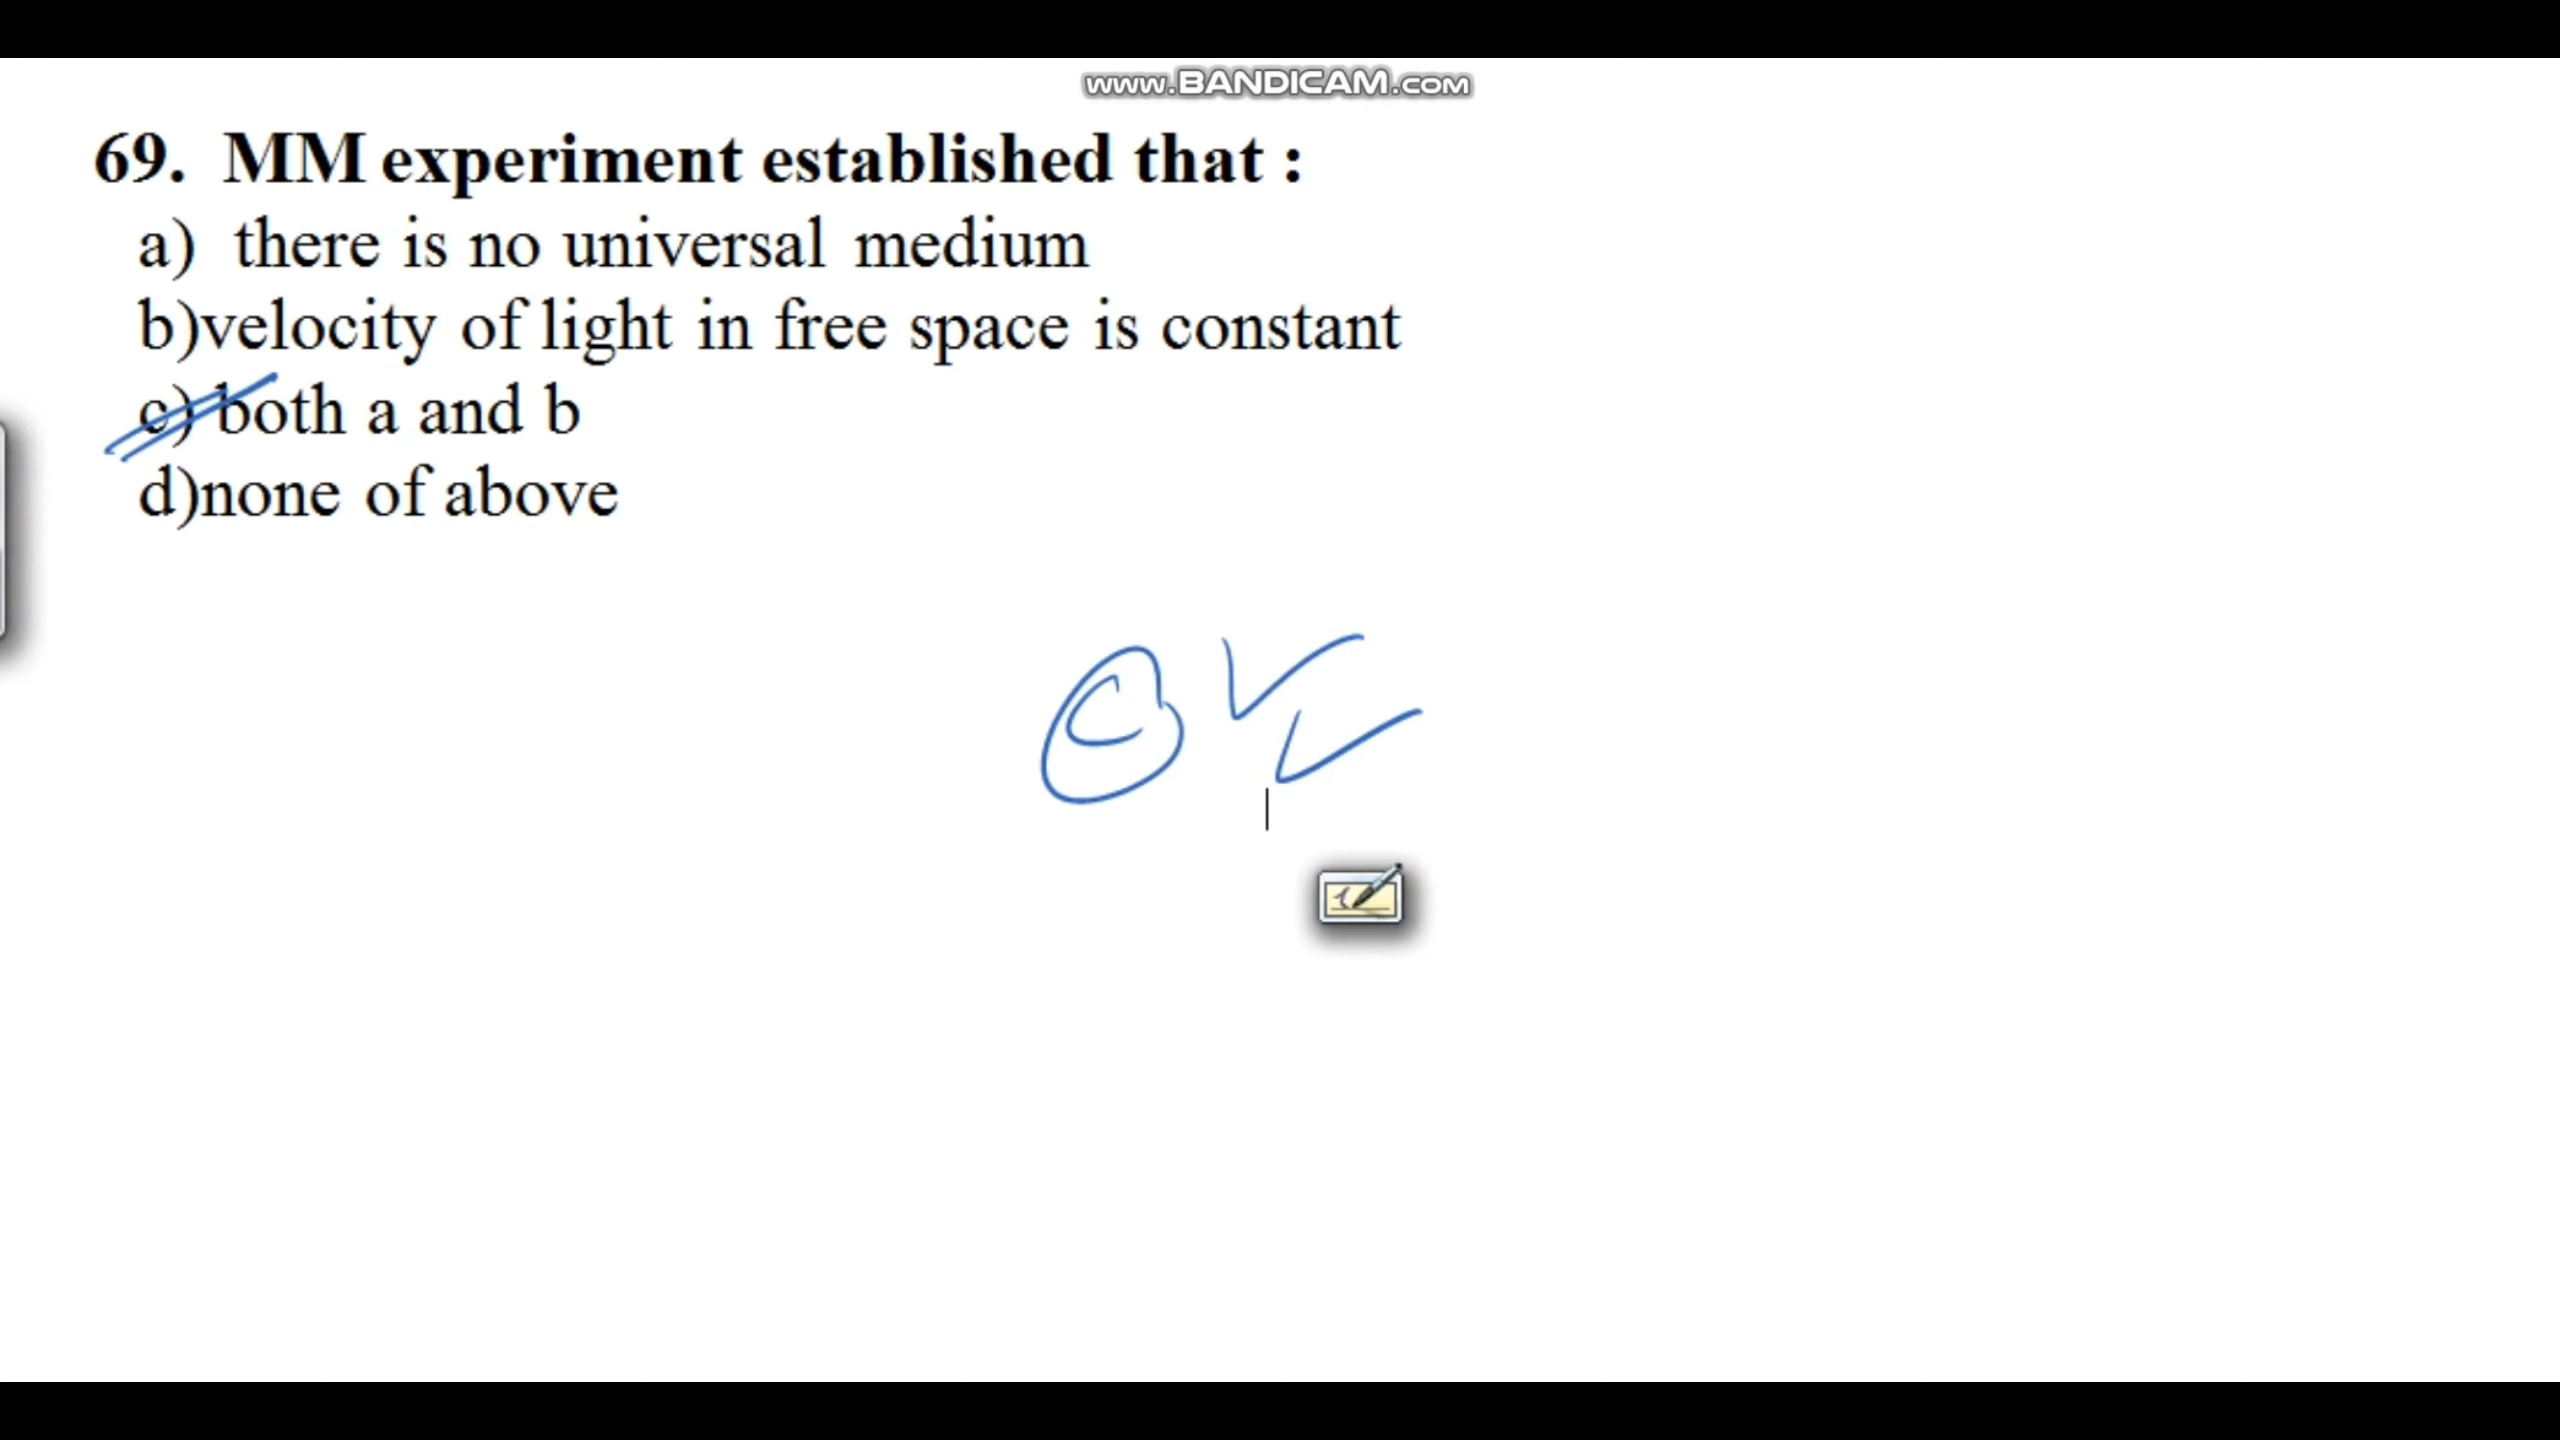 www.BANDICAM.com
69. MM experiment established that :
a) there is no universal medium
b)velocity of light in free space is constant
c) both a and b
d)none of above
C